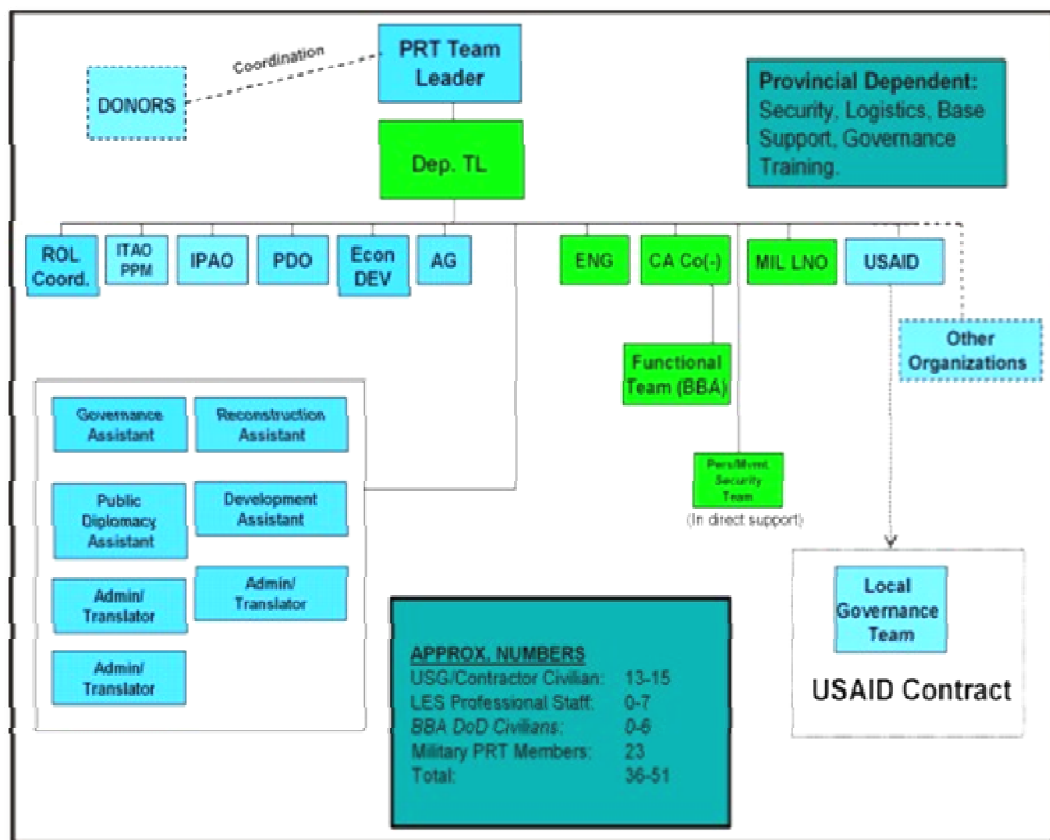 PRT Team
Leader
Coordination
DONORS
Provincial Dependent:
Security, Logistics, Base
Support, Governance
Training.
Dep. TL
ROL
Coord.
ITAO
PPM
IPAO
PDO
Econ
DEV
AG
ENG
CA Co(-)
MIL LNO
USAID
Other
Organizations
Functional
Team (BBA)
Governance
Assistant
Reconstruction
Assistant
Pers/Mvmt.
Security
Team
(In direct support)
Public
Diplomacy
Assistant
Development
Assistant
Admin/
Translator
Admin/
Translator
Admin/
Translator
Local
Governance
Team
USAID Contract
APPROX. NUMBERS
USG/Contractor Civilian: 13-15
LES Professional Staff: 0-7
BBA DoD Civilians: 0-6
Military PRT Members: 23
Total: 36-51